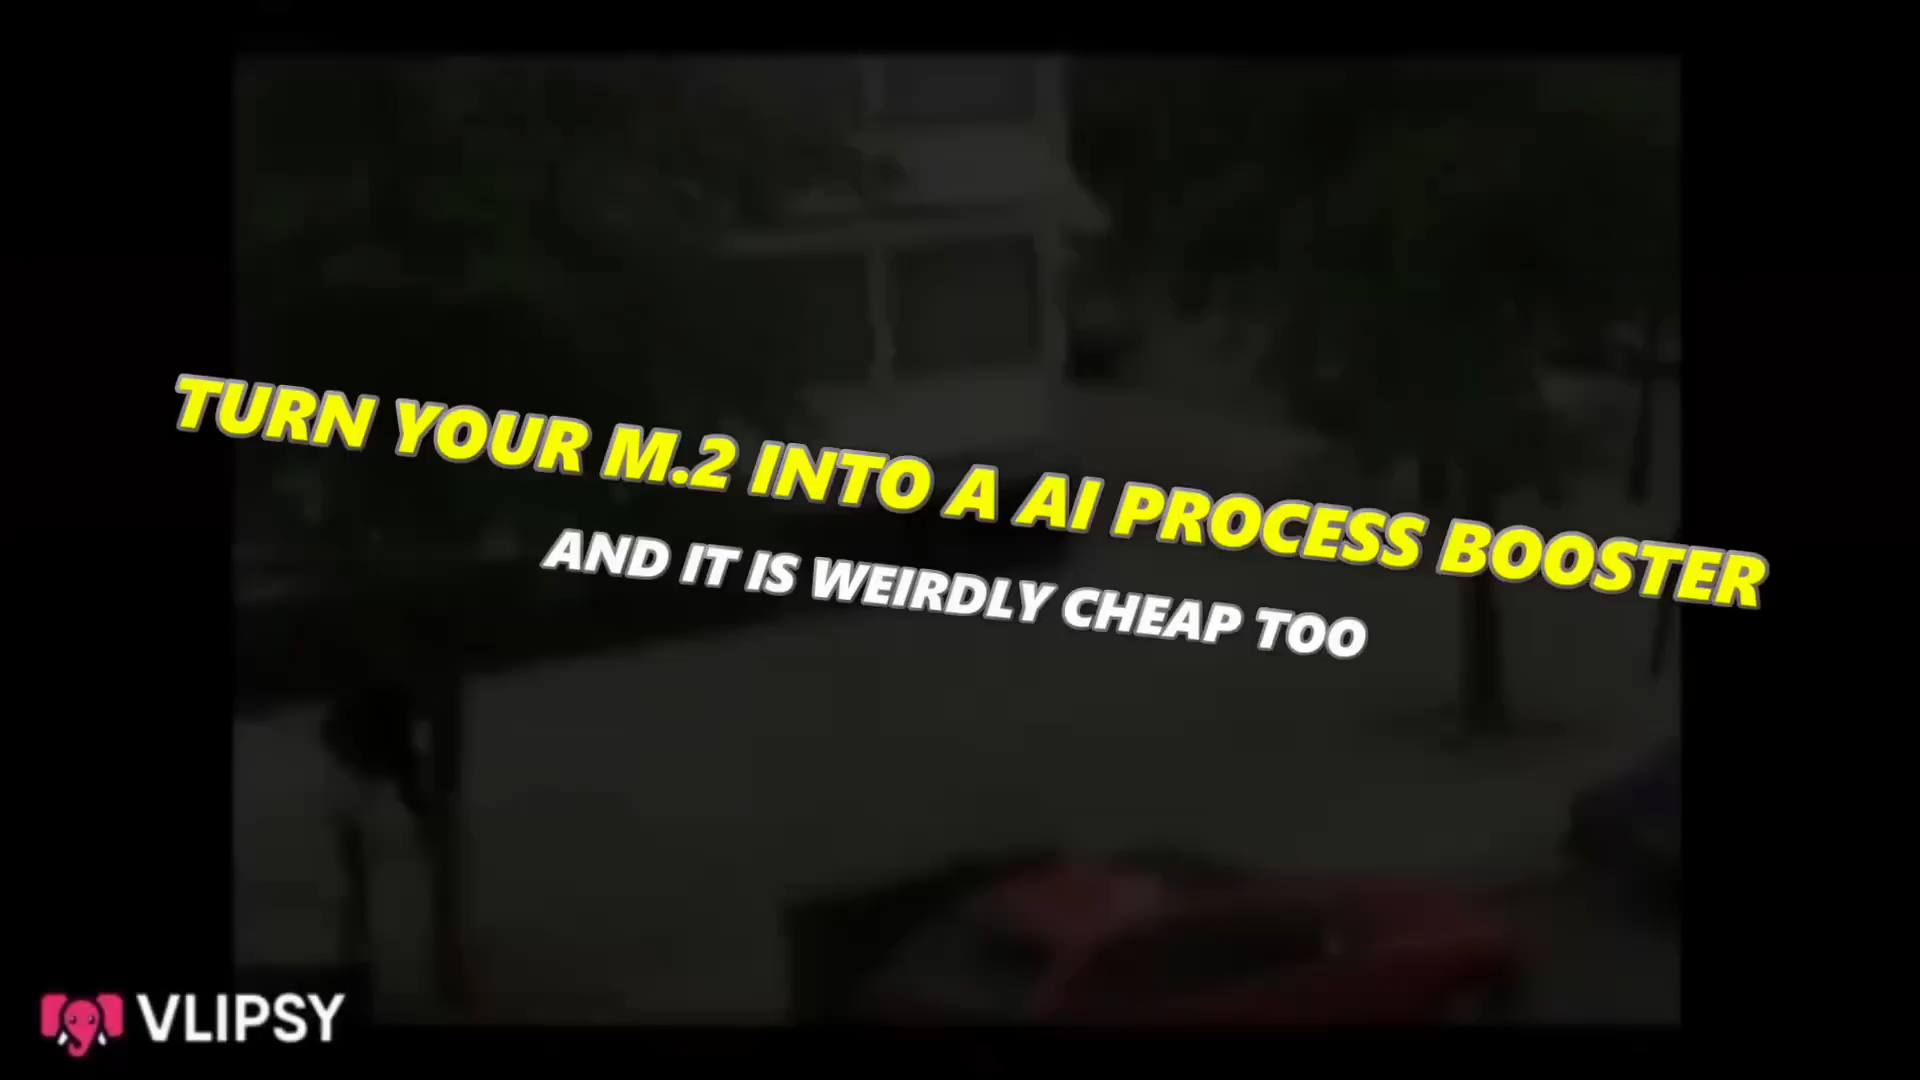 TURN YOUR M.2 INTO A AI PROCESS BOOSTER
AND IT IS WEIRDLY CHEAP TOO
VLIPSY